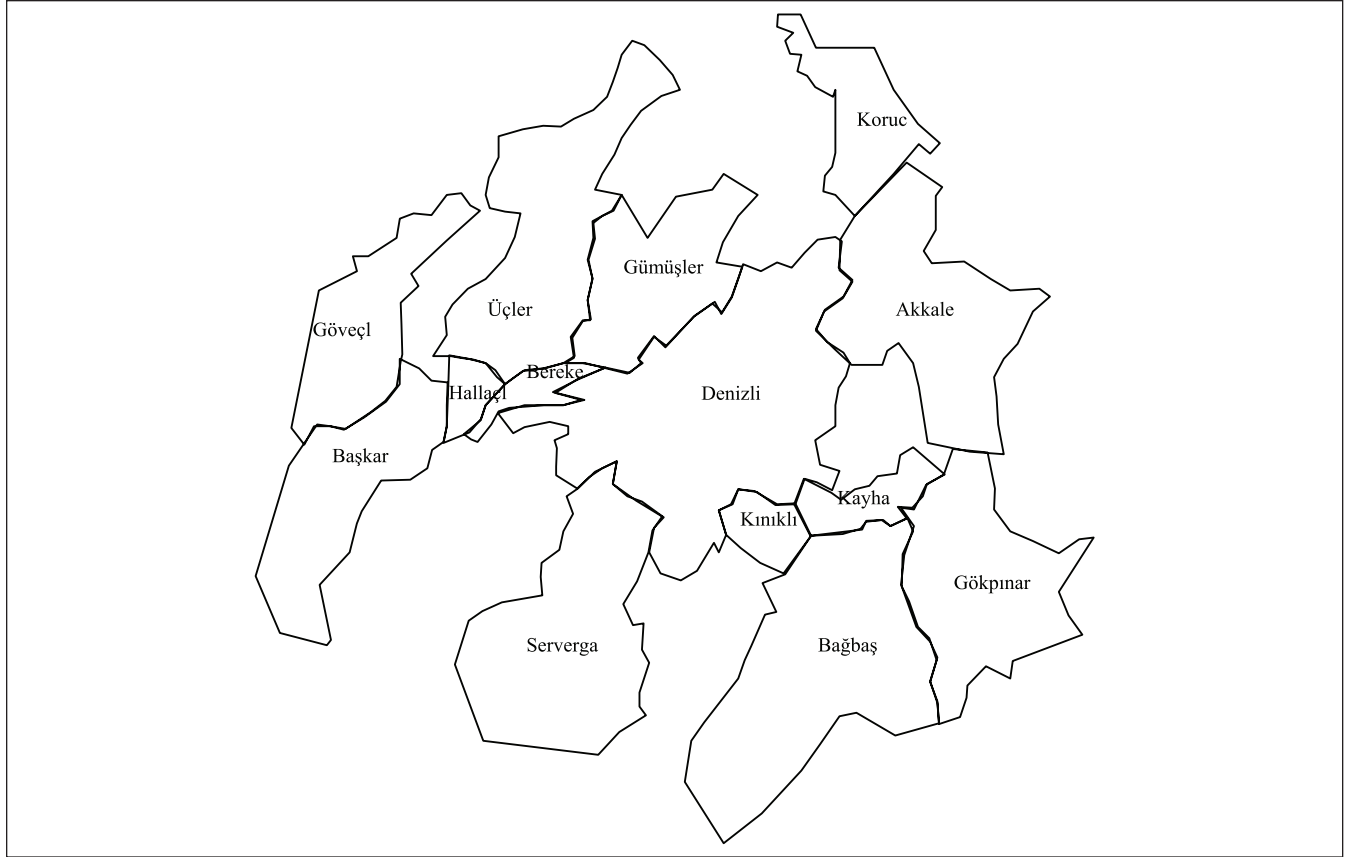 Koruc
Gümüşler
Üçler
Akkale
Göveçl
Bereke
Hallaçl
Denizli
Başkar
Kayha
Kınıklı
Gökpınar
Serverga
Bağbaş